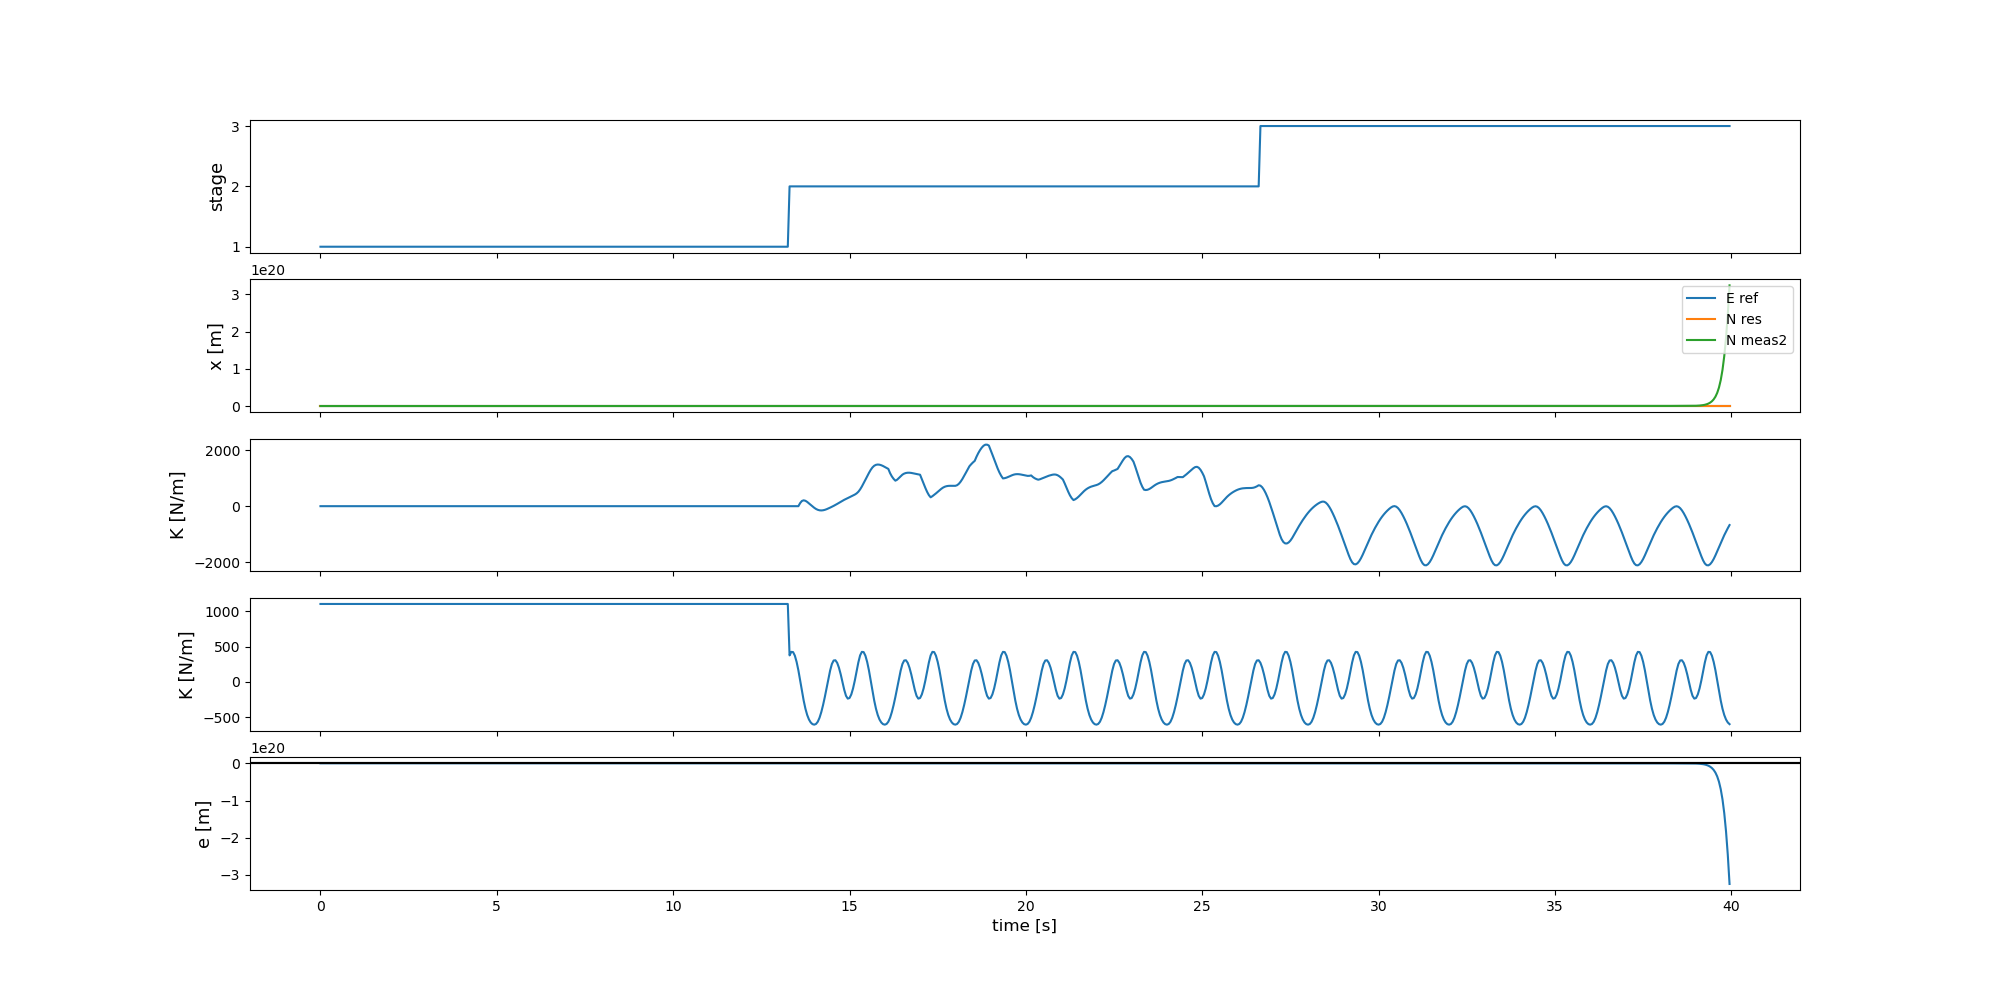 3
2
1
stage
1e20
3
2
1
0
x [m]
E ref
N res
N meas2
2000
0
−2000
K [N/m]
1000
500
0
−500
K [N/m]
1e20
0
−1
−2
−3
e [m]
0 5 10 15 20 25 30 35 40
time [s]